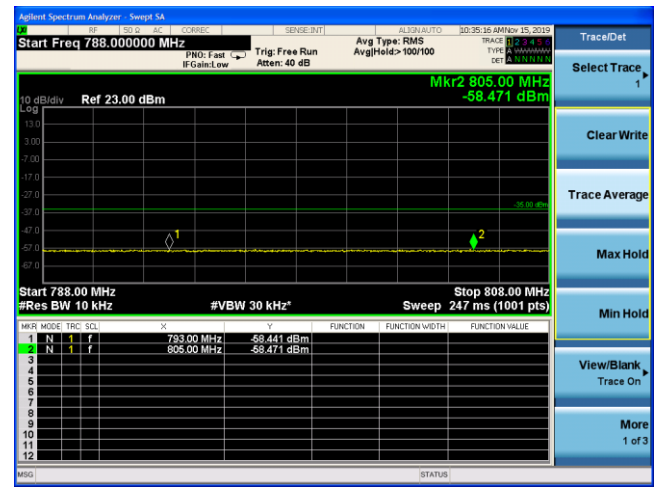 Agilent Spectrum Analyzer - Swept SA
RF 50 Ω AC CORREC SENSE:INT ALIGN AUTO 10:35:16 AM Nov 15, 2019
Start Freq 788.000000 MHz
PNO: Fast
IFGain:Low
Trig: Free Run
Atten: 40 dB
Avg Type: RMS
Avg|Hold:>100/100
TRACE 1 2 3 4 5 6
TYPE A
DET A N N N N N
Mkr2 805.00 MHz
-58.471 dBm
10 dB/div Ref 23.00 dBm
Log
13.0
3.00
-7.00
-17.0
-27.0
-35.00 dBm
-37.0
-47.0
-57.0
-67.0
1
2
Start 788.00 MHz Stop 808.00 MHz
#Res BW 10 kHz #VBW 30 kHz* Sweep 247 ms (1001 pts)
MKR MODE TRC SCL X Y FUNCTION FUNCTION WIDTH FUNCTION VALUE
1 N 1 f 793.00 MHz -58.441 dBm
2 N 1 f 805.00 MHz -58.471 dBm
3
4
5
6
7
8
9
10
11
12
MSG STATUS
Trace/Det
Select Trace
1
Clear Write
Trace Average
Max Hold
Min Hold
View/Blank
Trace On
More
1 of 3